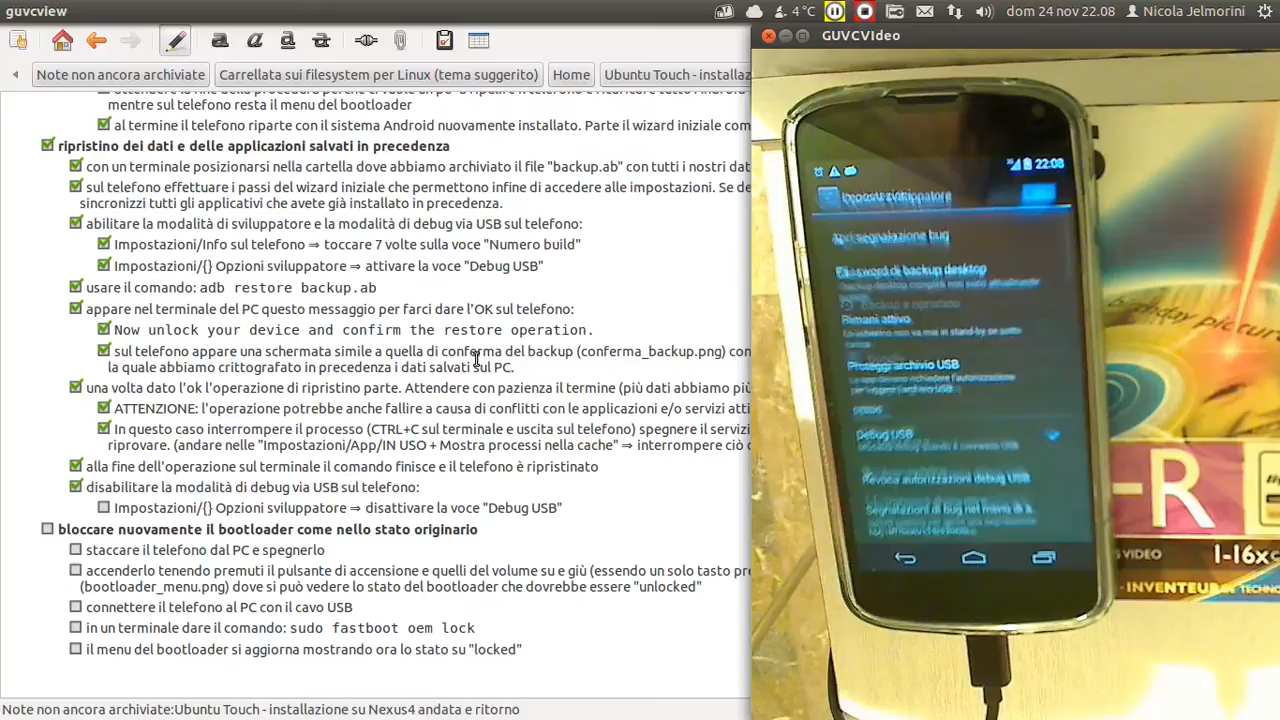 guvcview
4 °C
dom 24 nov 22.08
Nicola Jelmorini
GUVCVIdeo
Note non ancora archiviate
Carrellata sui filesystem per Linux (tema suggerito)
Home
Ubuntu Touch - installaz
mentre sul telefono resta il menu del bootloader
al termine il telefono riparte con il sistema Android nuovamente installato. Parte il wizard iniziale com
ripristino dei dati e delle applicazioni salvati in precedenza
con un terminale posizionarsi nella cartella dove abbiamo archiviato il file "backup.ab" con tutti i nostri dat
sul telefono effettuare i passi del wizard iniziale che permettono infine di accedere alle impostazioni. Se de
sincronizzi tutti gli applicativi che avete già installato in precedenza.
abilitare la modalità di sviluppatore e la modalità di debug via USB sul telefono:
Impostazioni/Info sul telefono ⇒ toccare 7 volte sulla voce "Numero build"
Impostazioni/{} Opzioni sviluppatore ⇒ attivare la voce "Debug USB"
usare il comando: adb restore backup.ab
appare nel terminale del PC questo messaggio per farci dare l'OK sul telefono:
Now unlock your device and confirm the restore operation.
sul telefono appare una schermata simile a quella di conferma del backup (conferma_backup.png) con
la quale abbiamo crittografato in precedenza i dati salvati sul PC.
una volta dato l'ok l'operazione di ripristino parte. Attendere con pazienza il termine (più dati abbiamo più
ATTENZIONE: l'operazione potrebbe anche fallire a causa di conflitti con le applicazioni e/o servizi atti
In questo caso interrompere il processo (CTRL+C sul terminale e uscita sul telefono) spegnere il serviz
riprovare. (andare nelle "Impostazioni/App/IN USO + Mostra processi nella cache" ⇒ interrompere ciò c
alla fine dell'operazione sul terminale il comando finisce e il telefono è ripristinato
disabilitare la modalità di debug via USB sul telefono:
Impostazioni/{} Opzioni sviluppatore ⇒ disattivare la voce "Debug USB"
bloccare nuovamente il bootloader come nello stato originario
staccare il telefono dal PC e spegnerlo
accenderlo tenendo premuti il pulsante di accensione e quelli del volume su e giù (essendo un solo tasto pre
(bootloader_menu.png) dove si può vedere lo stato del bootloader che dovrebbe essere "unlocked"
connettere il telefono al PC con il cavo USB
in un terminale dare il comando: sudo fastboot oem lock
il menu del bootloader si aggiorna mostrando ora lo stato su "locked"
Note non ancora archiviate:Ubuntu Touch - installazione su Nexus4 andata e ritorno
22:08
segnalazione bug
Password di backup desktop
Rimani attivo
Proteggi archivio USB
Debug USB
Revoca autorizzazioni debug USB
Segnalazioni di bug nel menu di a.
-R
VIDEO
1-16x
INVENTEUR